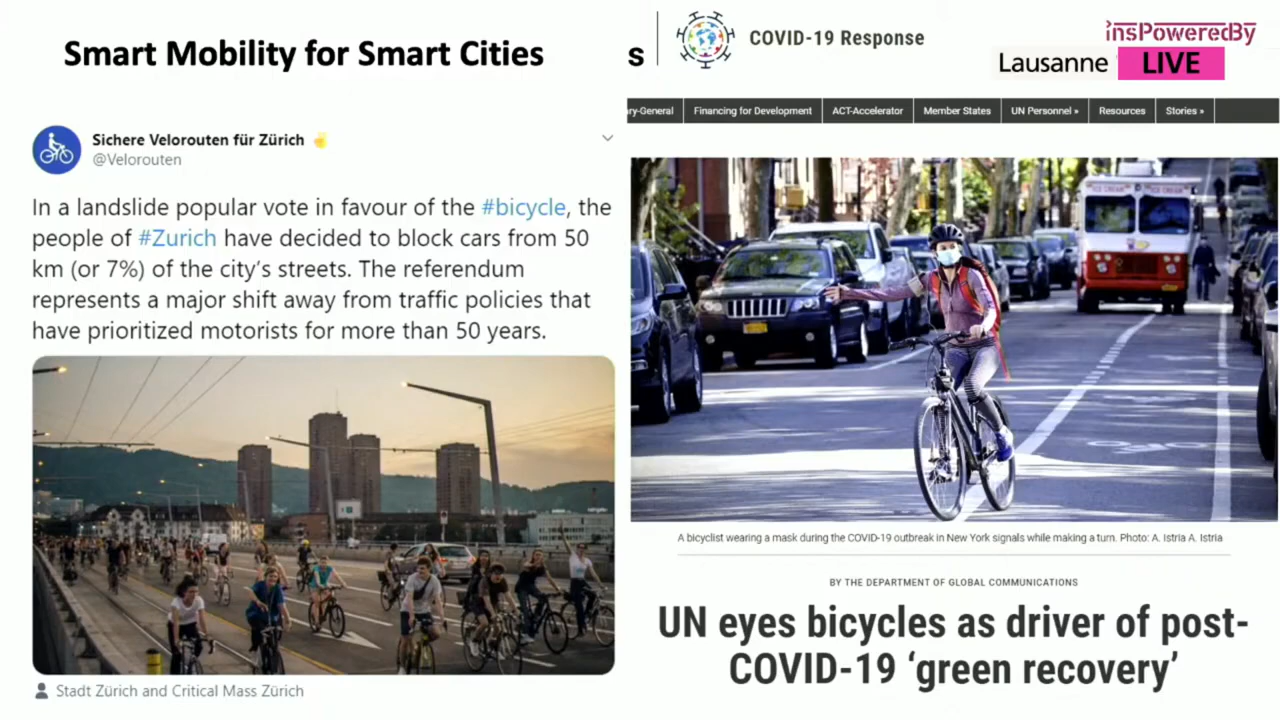 Smart Mobility for Smart Cities
Sichere Velorouten für Zürich
@Velorouten
In a landslide popular vote in favour of the #bicycle, the
people of #Zurich have decided to block cars from 50
km (or 7%) of the city's streets. The referendum
represents a major shift away from traffic policies that
have prioritized motorists for more than 50 years.
Stadt Zürich and Critical Mass Zürich
s
COVID-19 Response
insPoweredBy
Lausanne LIVE
ry-General Financing for Development ACT-Accelerator Member States UN Personnel » Resources Stories »
ICE CREAM ICE CREAM
A bicyclist wearing a mask during the COVID-19 outbreak in New York signals while making a turn. Photo: A. Istria A. Istria
BY THE DEPARTMENT OF GLOBAL COMMUNICATIONS
UN eyes bicycles as driver of post-
COVID-19 ‘green recovery’